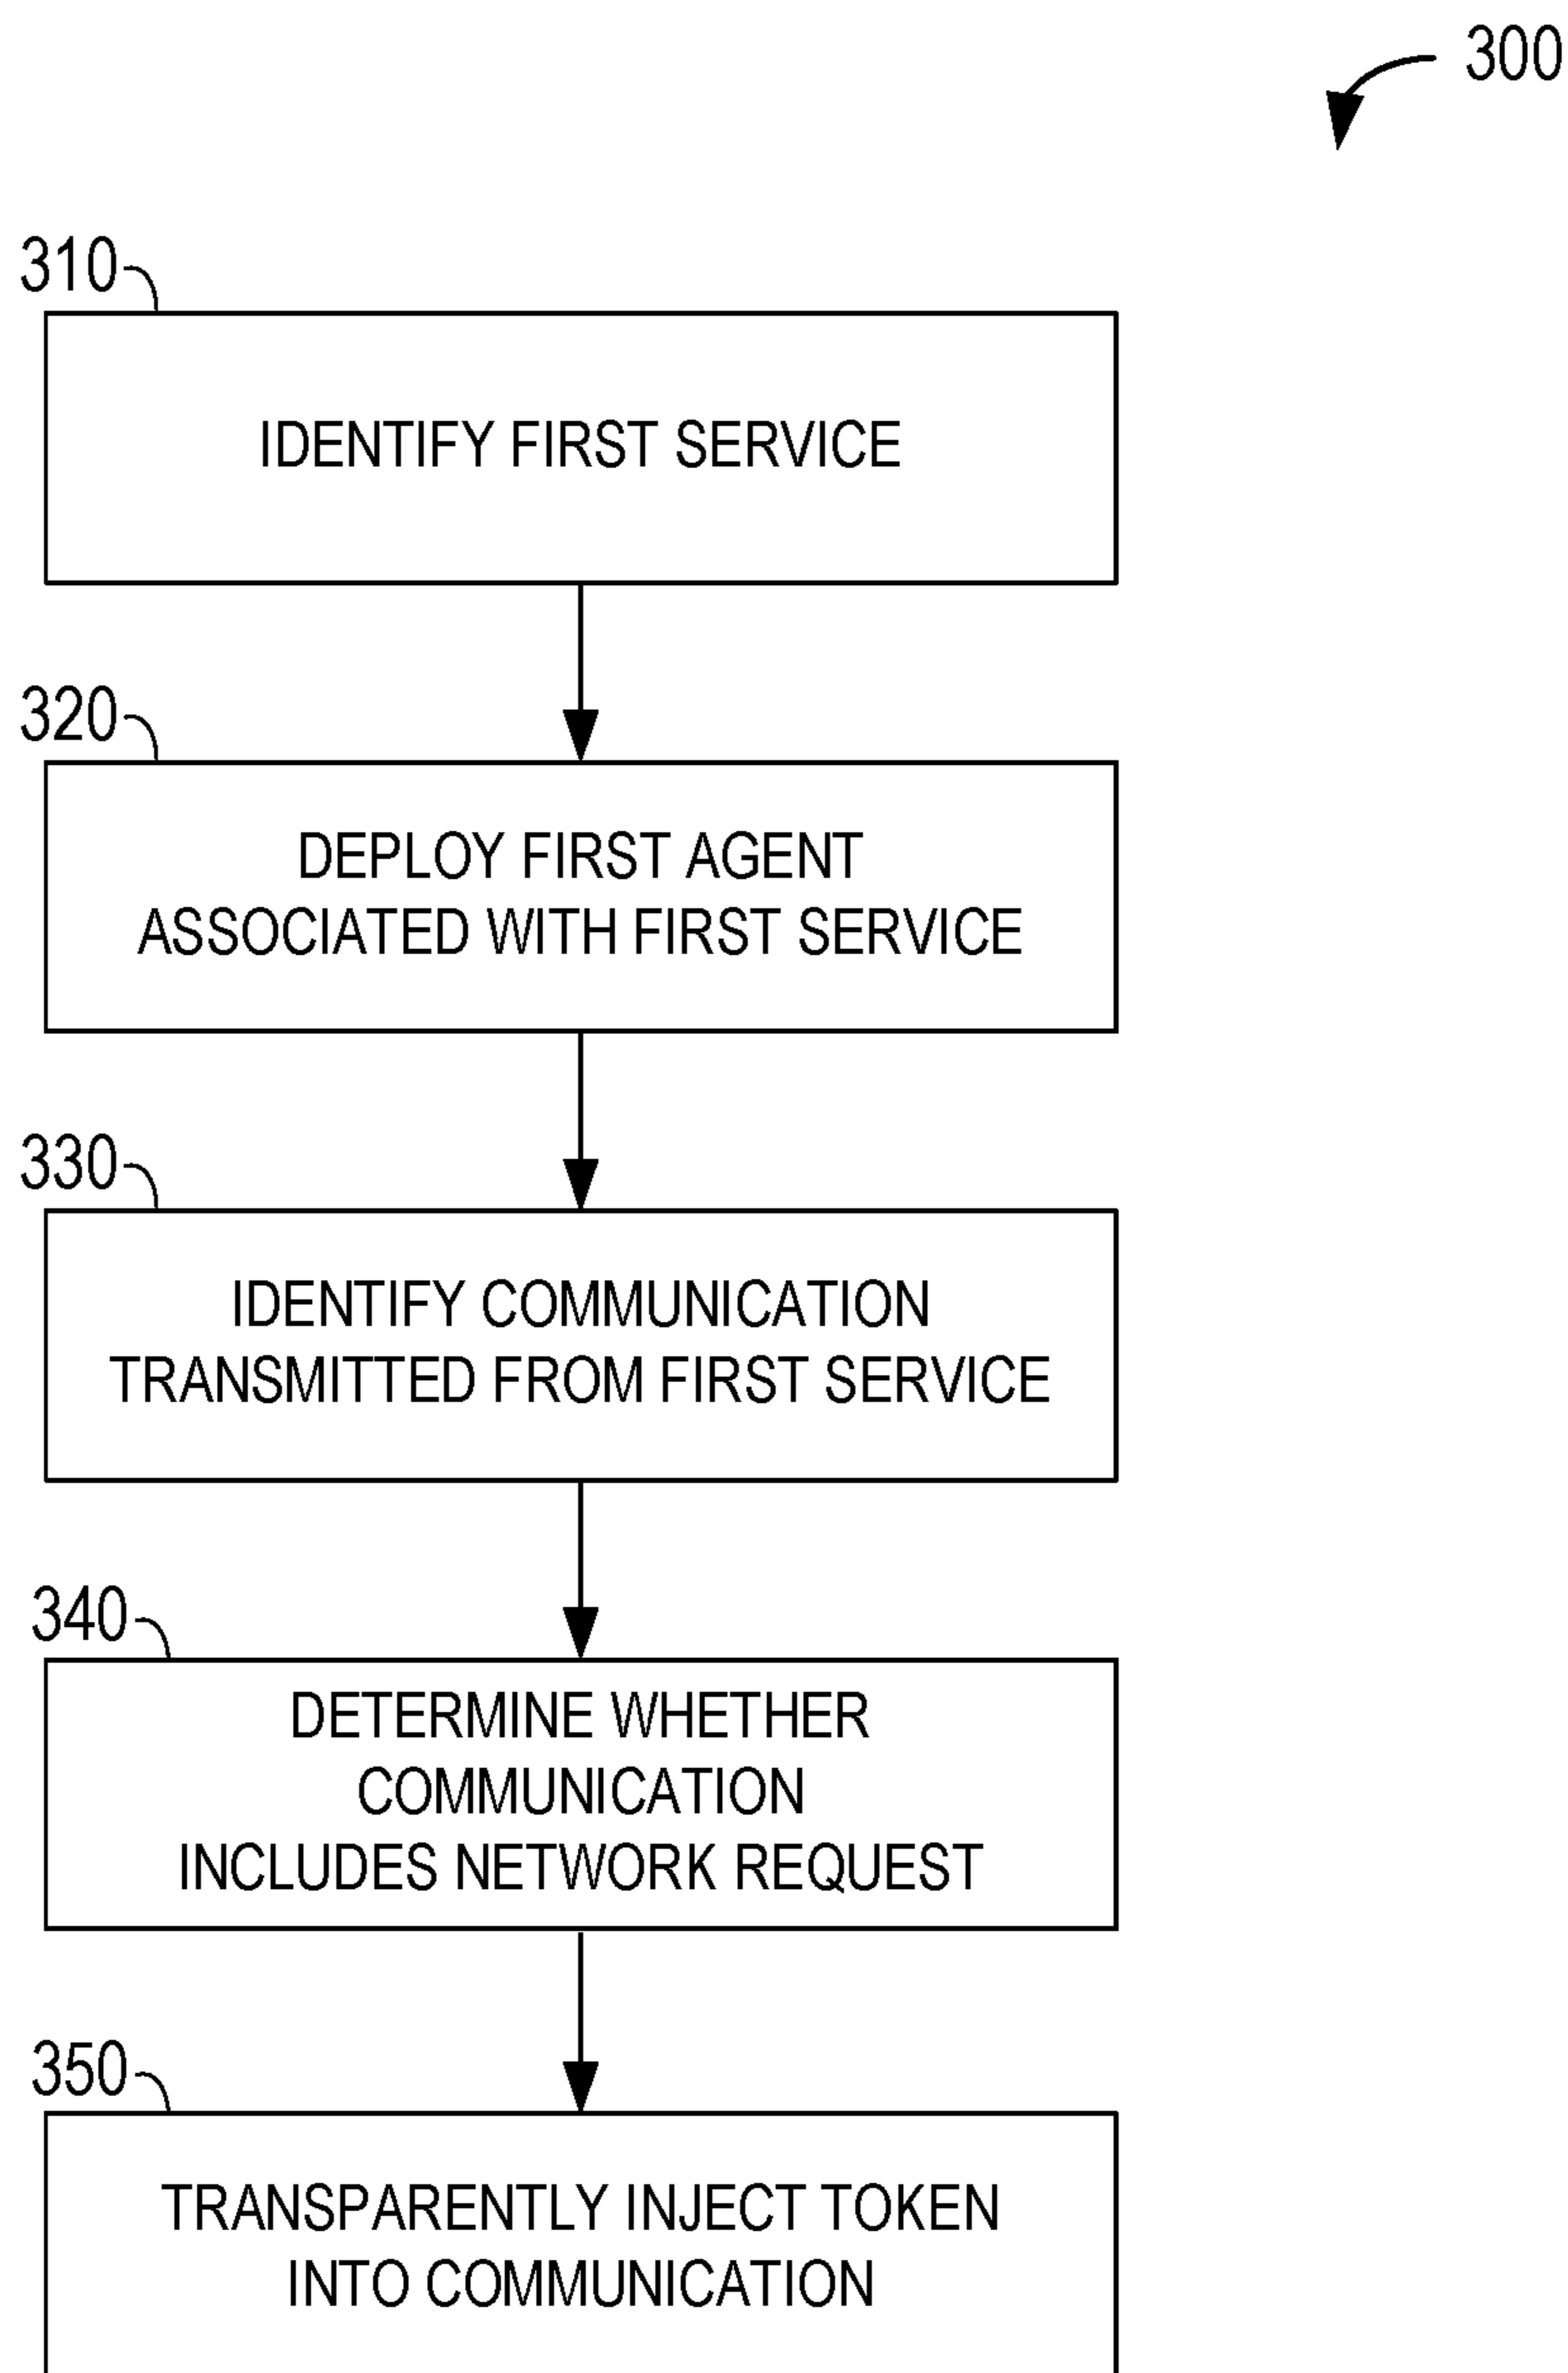 300
310
IDENTIFY FIRST SERVICE
320
DEPLOY FIRST AGENT
ASSOCIATED WITH FIRST SERVICE
330
IDENTIFY COMMUNICATION
TRANSMITTED FROM FIRST SERVICE
340
DETERMINE WHETHER
COMMUNICATION
INCLUDES NETWORK REQUEST
350
TRANSPARENTLY INJECT TOKEN
INTO COMMUNICATION